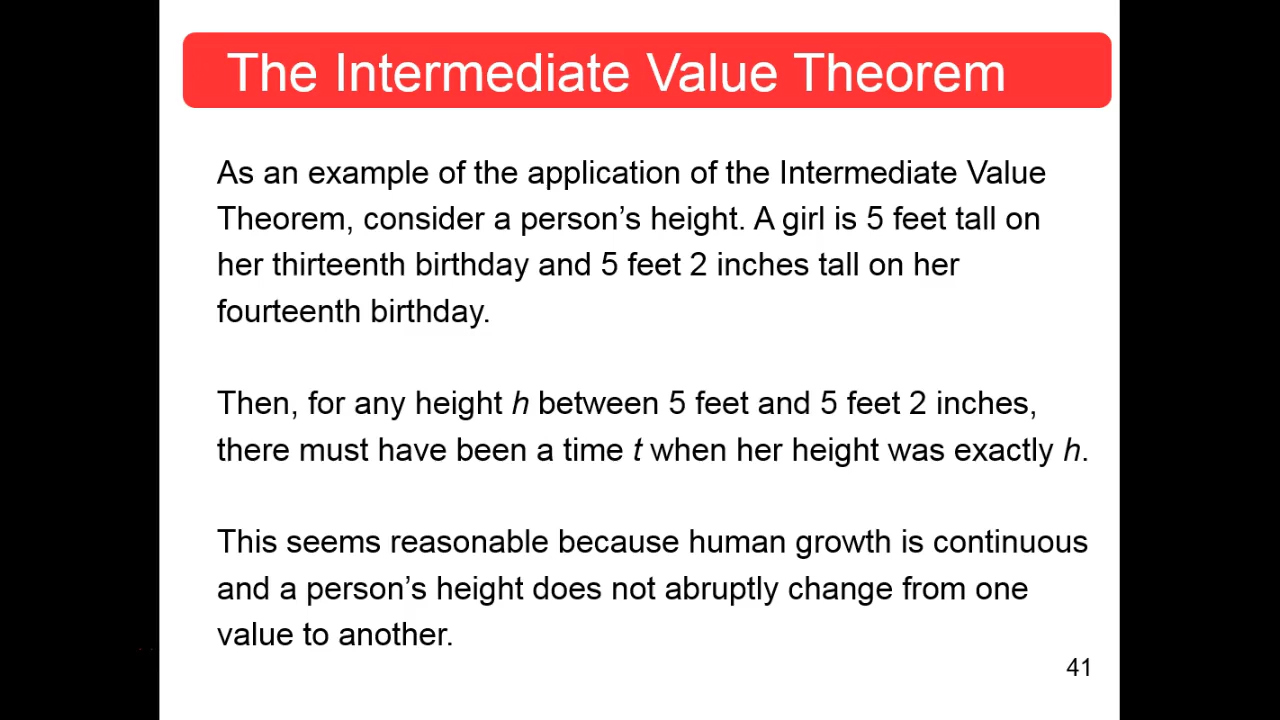 The Intermediate Value Theorem
As an example of the application of the Intermediate Value
Theorem, consider a person’s height. A girl is 5 feet tall on
her thirteenth birthday and 5 feet 2 inches tall on her
fourteenth birthday.
Then, for any height h between 5 feet and 5 feet 2 inches,
there must have been a time t when her height was exactly h.
This seems reasonable because human growth is continuous
and a person’s height does not abruptly change from one
value to another.
41